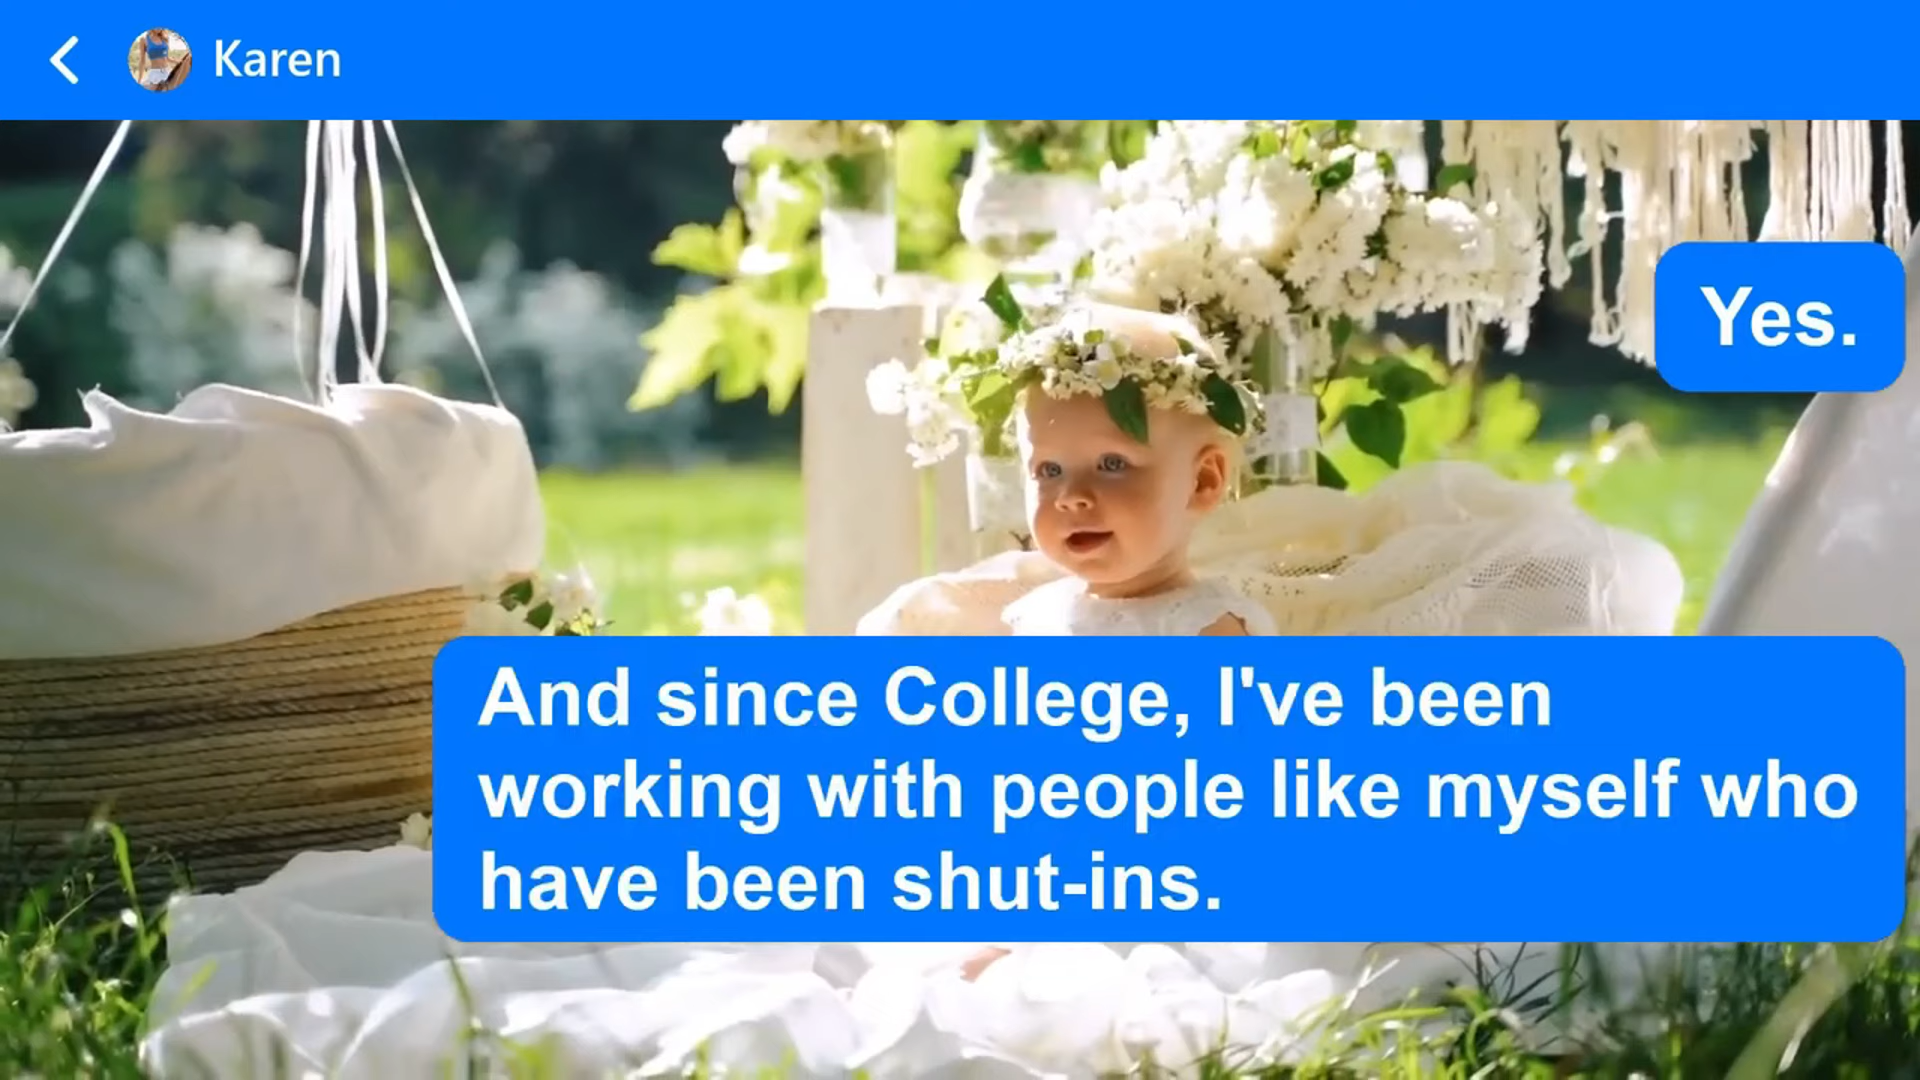 Karen
Yes.
And since College, I've been
working with people like myself who
have been shut-ins.